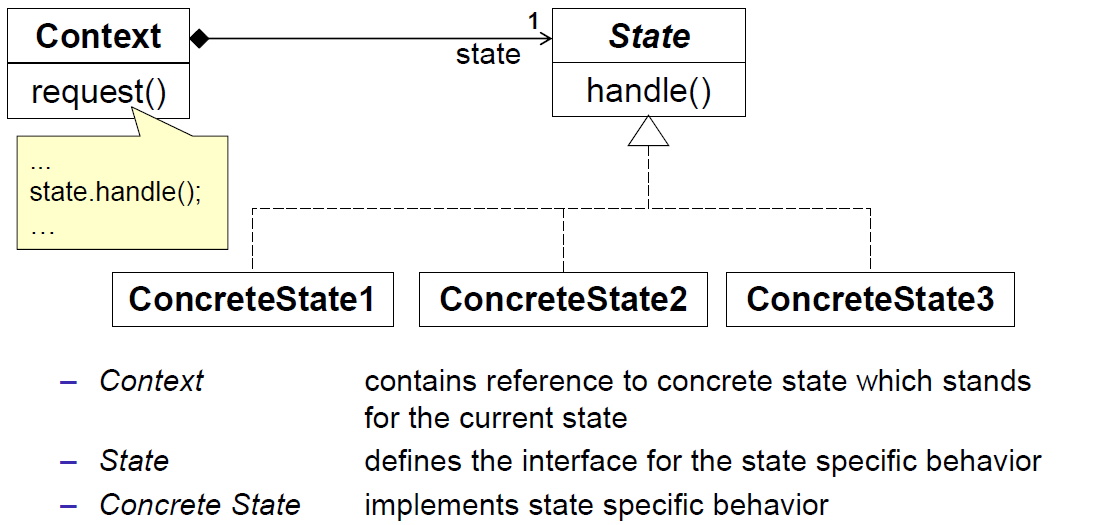 Context
1
State
state
request()
handle()
...
state.handle();
...
ConcreteState1
ConcreteState2
ConcreteState3
– Context contains reference to concrete state which stands
for the current state
– State defines the interface for the state specific behavior
– Concrete State implements state specific behavior